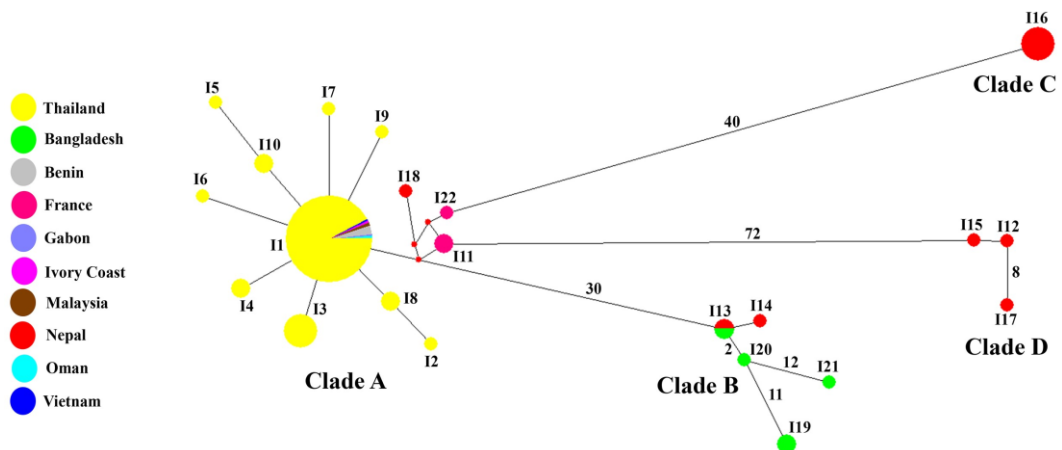 Thailand
Bangladesh
Benin
France
Gabon
Ivory Coast
Malaysia
Nepal
Oman
Vietnam
I5
I7
I9
I10
I6
I1
I4
I3
I8
I2
Clade A
I18
I22
I11
40
I16
Clade C
72
I15
I12
8
I17
Clade D
30
I13
I14
2
I20
12
I21
11
I19
Clade B